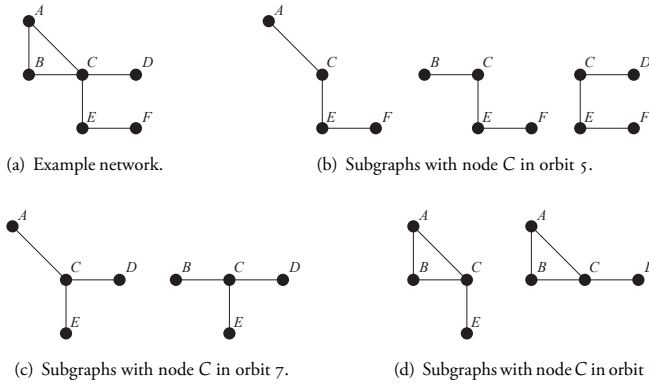 A A A
B C D C B C C D
E F E F E F E F
(a) Example network. (b) Subgraphs with node C in orbit 5.
A A A
C D B C D B C B C
E E E
(c) Subgraphs with node C in orbit 7. (d) Subgraphs with node C in orbit